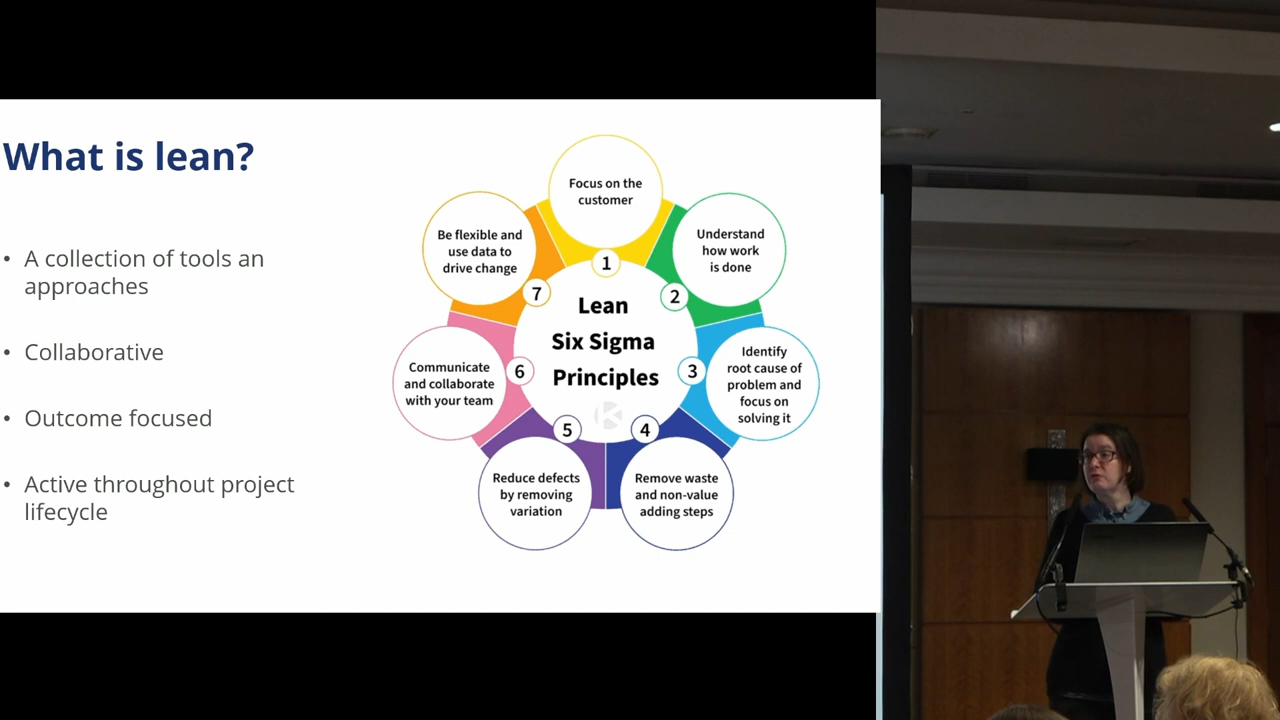 What is lean?
• A collection of tools an
approaches
• Collaborative
• Outcome focused
• Active throughout project
lifecycle
Lean
Six Sigma
Principles
1
Focus on the
customer
2
Understand
how work
is done
3
Identify
root cause of
problem and
focus on
solving it
4
Remove waste
and non-value
adding steps
5
Reduce defects
by removing
variation
6
Communicate
and collaborate
with your team
7
Be flexible and
use data to
drive change
K